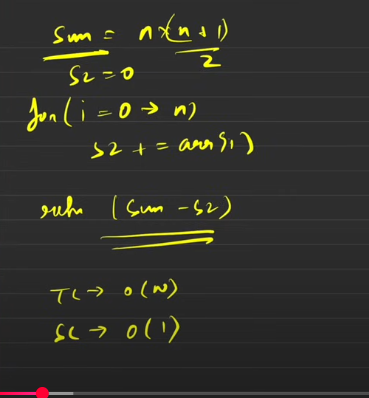 Sum = n x (n + 1)
2
S2 = 0
for ( i = 0 → n )
S2 + = arr[i]
return (Sum - S2)
TC → O(N)
SC → O(1)